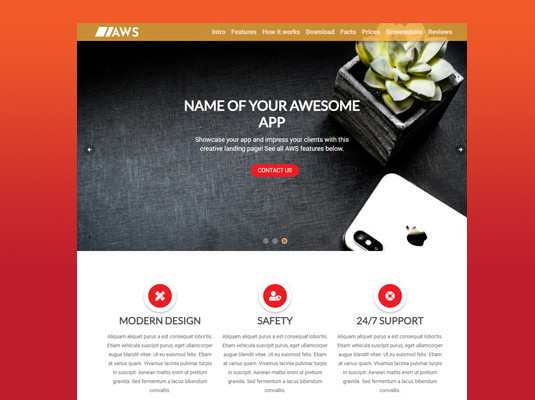 AWS
Intro Features How it works Download Facts Prices Screenshots Reviews
NAME OF YOUR AWESOME
APP
Showcase your app and impress your clients with this
creative landing page! See all AWS features below.
CONTACT US
MODERN DESIGN
Aliquam aliquet purus a est consequat lobortis.
Etiam vehicula suscipit purus, eget ullamcorper
augue blandit vitae. Ut eu euismod felis. Etiam
at varius quam. Vivamus lacinia pulvinar turpis
in suscipit. Aenean mattis enim ut pretium
gravida. Sed fermentum a lacus bibendum
convallis.
SAFETY
Aliquam aliquet purus a est consequat lobortis.
Etiam vehicula suscipit purus, eget ullamcorper
augue blandit vitae. Ut eu euismod felis. Etiam
at varius quam. Vivamus lacinia pulvinar turpis
in suscipit. Aenean mattis enim ut pretium
gravida. Sed fermentum a lacus bibendum
convallis.
24/7 SUPPORT
Aliquam aliquet purus a est consequat lobortis.
Etiam vehicula suscipit purus, eget ullamcorper
augue blandit vitae. Ut eu euismod felis. Etiam
at varius quam. Vivamus lacinia pulvinar turpis
in suscipit. Aenean mattis enim ut pretium
gravida. Sed fermentum a lacus bibendum
convallis.